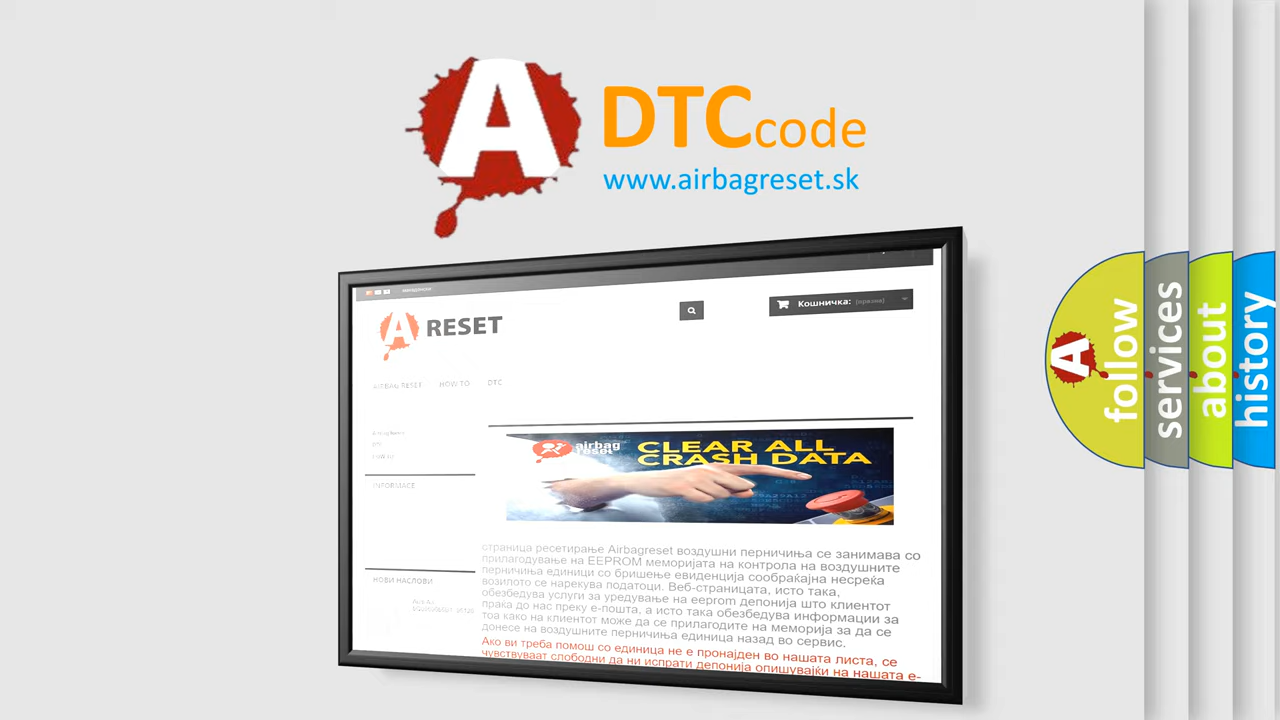 A
DTCcode
www.airbagreset.sk
Кошничка: (празна)
A RESET
AIRBAG RESET HOW TO DTC
airbag
reset
CLEAR ALL
CRASH DATA
INFORMACE
страница ресетирање Airbagreset воздушни перничиња се занимава со
прилагодување на EEPROM меморијата на контрола на воздушните
перничиња единици со бришење евиденција сообраќајна несреќа
возилото се нарекува податоци. Веб-страницата, исто така,
обезбедува услуги за уредување на eeprom депонија што клиентот
праќа до нас преку е-пошта, а исто така обезбедува информации за
тоа како на клиентот може да се прилагодите на меморија за да се
донесе на воздушните перничиња единица назад во сервис.
Ако ви треба помош со единица не е пронајден во нашата листа, се
чувствуваат слободни да ни испрати депонија опишувајќи на нашата е-
НОВИ НАСЛОВИ
A
follow
services
about
history